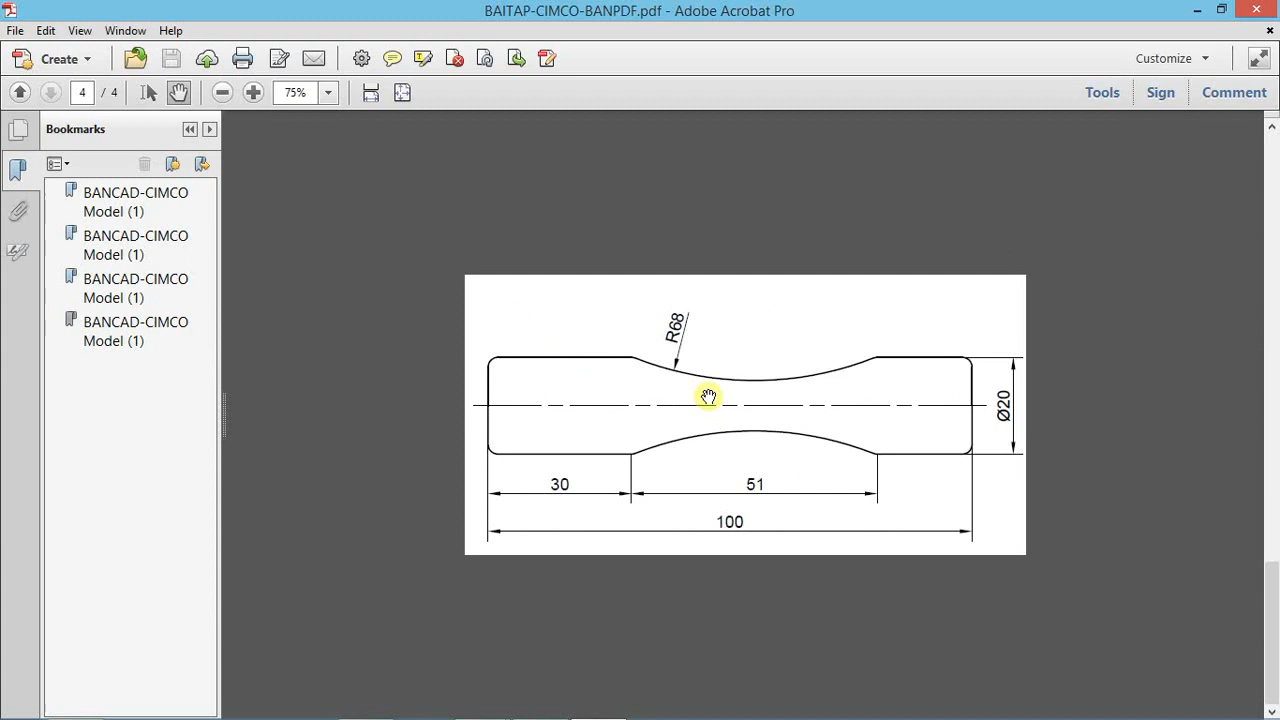 BAITAP-CIMCO-BANPDF.pdf - Adobe Acrobat Pro
File Edit View Window Help
Create Customize
4 / 4 75% Tools Sign Comment
Bookmarks
BANCAD-CIMCO
Model (1)
BANCAD-CIMCO
Model (1)
BANCAD-CIMCO
Model (1)
BANCAD-CIMCO
Model (1)
R68
Ø20
30 51
100